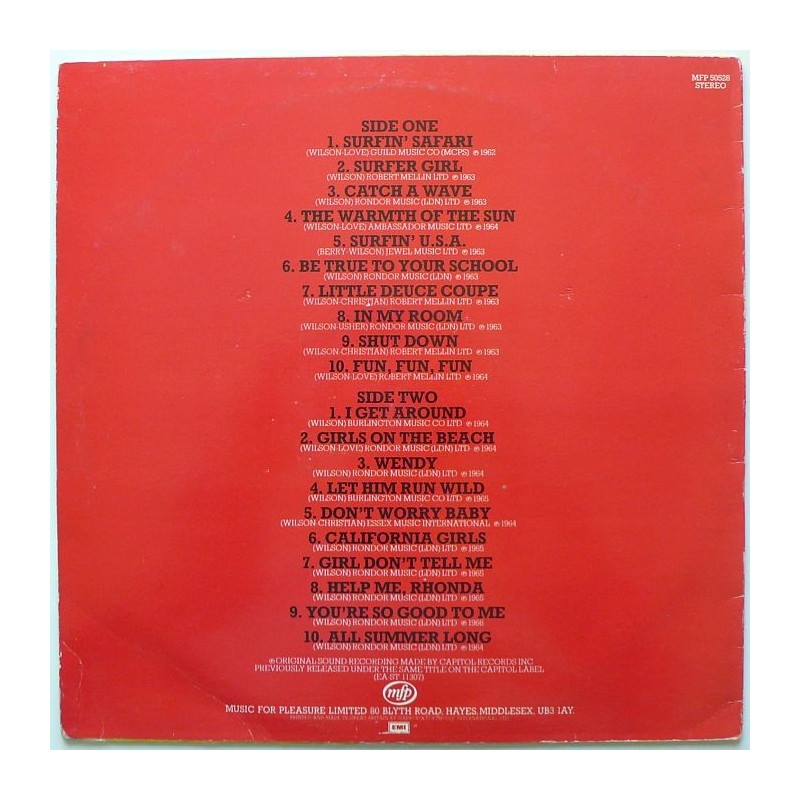 MFP 50528
STEREO
SIDE ONE
1. SURFIN' SAFARI
(WILSON-LOVE) GUILD MUSIC CO (MCPS) ℗ 1962
2. SURFER GIRL
(WILSON) ROBERT MELLIN LTD ℗ 1963
3. CATCH A WAVE
(WILSON) RONDOR MUSIC (LDN) LTD ℗ 1963
4. THE WARMTH OF THE SUN
(WILSON-LOVE) AMBASSADOR MUSIC LTD ℗ 1964
5. SURFIN' U.S.A.
(BERRY-WILSON) JEWEL MUSIC ℗ 1963
6. BE TRUE TO YOUR SCHOOL
(WILSON) RONDOR MUSIC (LDN) ℗ 1963
7. LITTLE DEUCE COUPE
(WILSON-CHRISTIAN) ROBERT MELLIN LTD ℗ 1963
8. IN MY ROOM
(WILSON-USHER) RONDOR MUSIC (LDN) LTD ℗ 1963
9. SHUT DOWN
(WILSON-CHRISTIAN) ROBERT MELLIN LTD ℗ 1963
10. FUN, FUN, FUN
(WILSON-LOVE) ROBERT MELLIN LTD ℗ 1964
SIDE TWO
1. I GET AROUND
(WILSON) BURLINGTON MUSIC CO LTD ℗ 1964
2. GIRLS ON THE BEACH
(WILSON-LOVE) RONDOR MUSIC (LDN) LTD ℗ 1964
3. WENDY
(WILSON) RONDOR MUSIC (LDN) LTD ℗ 1964
4. LET HIM RUN WILD
(WILSON) BURLINGTON MUSIC CO LTD ℗ 1965
5. DON'T WORRY BABY
(WILSON-CHRISTIAN) ESSEX MUSIC INTERNATIONAL ℗ 1964
6. CALIFORNIA GIRLS
(WILSON) RONDOR MUSIC (LDN) LTD ℗ 1965
7. GIRL DON'T TELL ME
(WILSON) RONDOR MUSIC (LDN) LTD ℗ 1965
8. HELP ME, RHONDA
(WILSON) RONDOR MUSIC (LDN) LTD ℗ 1965
9. YOU'RE SO GOOD TO ME
(WILSON) RONDOR MUSIC (LDN) LTD ℗ 1966
10. ALL SUMMER LONG
(WILSON) RONDOR MUSIC (LDN) LTD ℗ 1964
℗ ORIGINAL SOUND RECORDING MADE BY CAPITOL RECORDS INC
PREVIOUSLY RELEASED UNDER THE SAME TITLE ON THE CAPITOL LABEL
(EA-ST 11307)
mfp
MUSIC FOR PLEASURE LIMITED 80 BLYTH ROAD, HAYES, MIDDLESEX, UB3 1AY.
PRINTED AND MADE IN GREAT BRITAIN BY
EMI